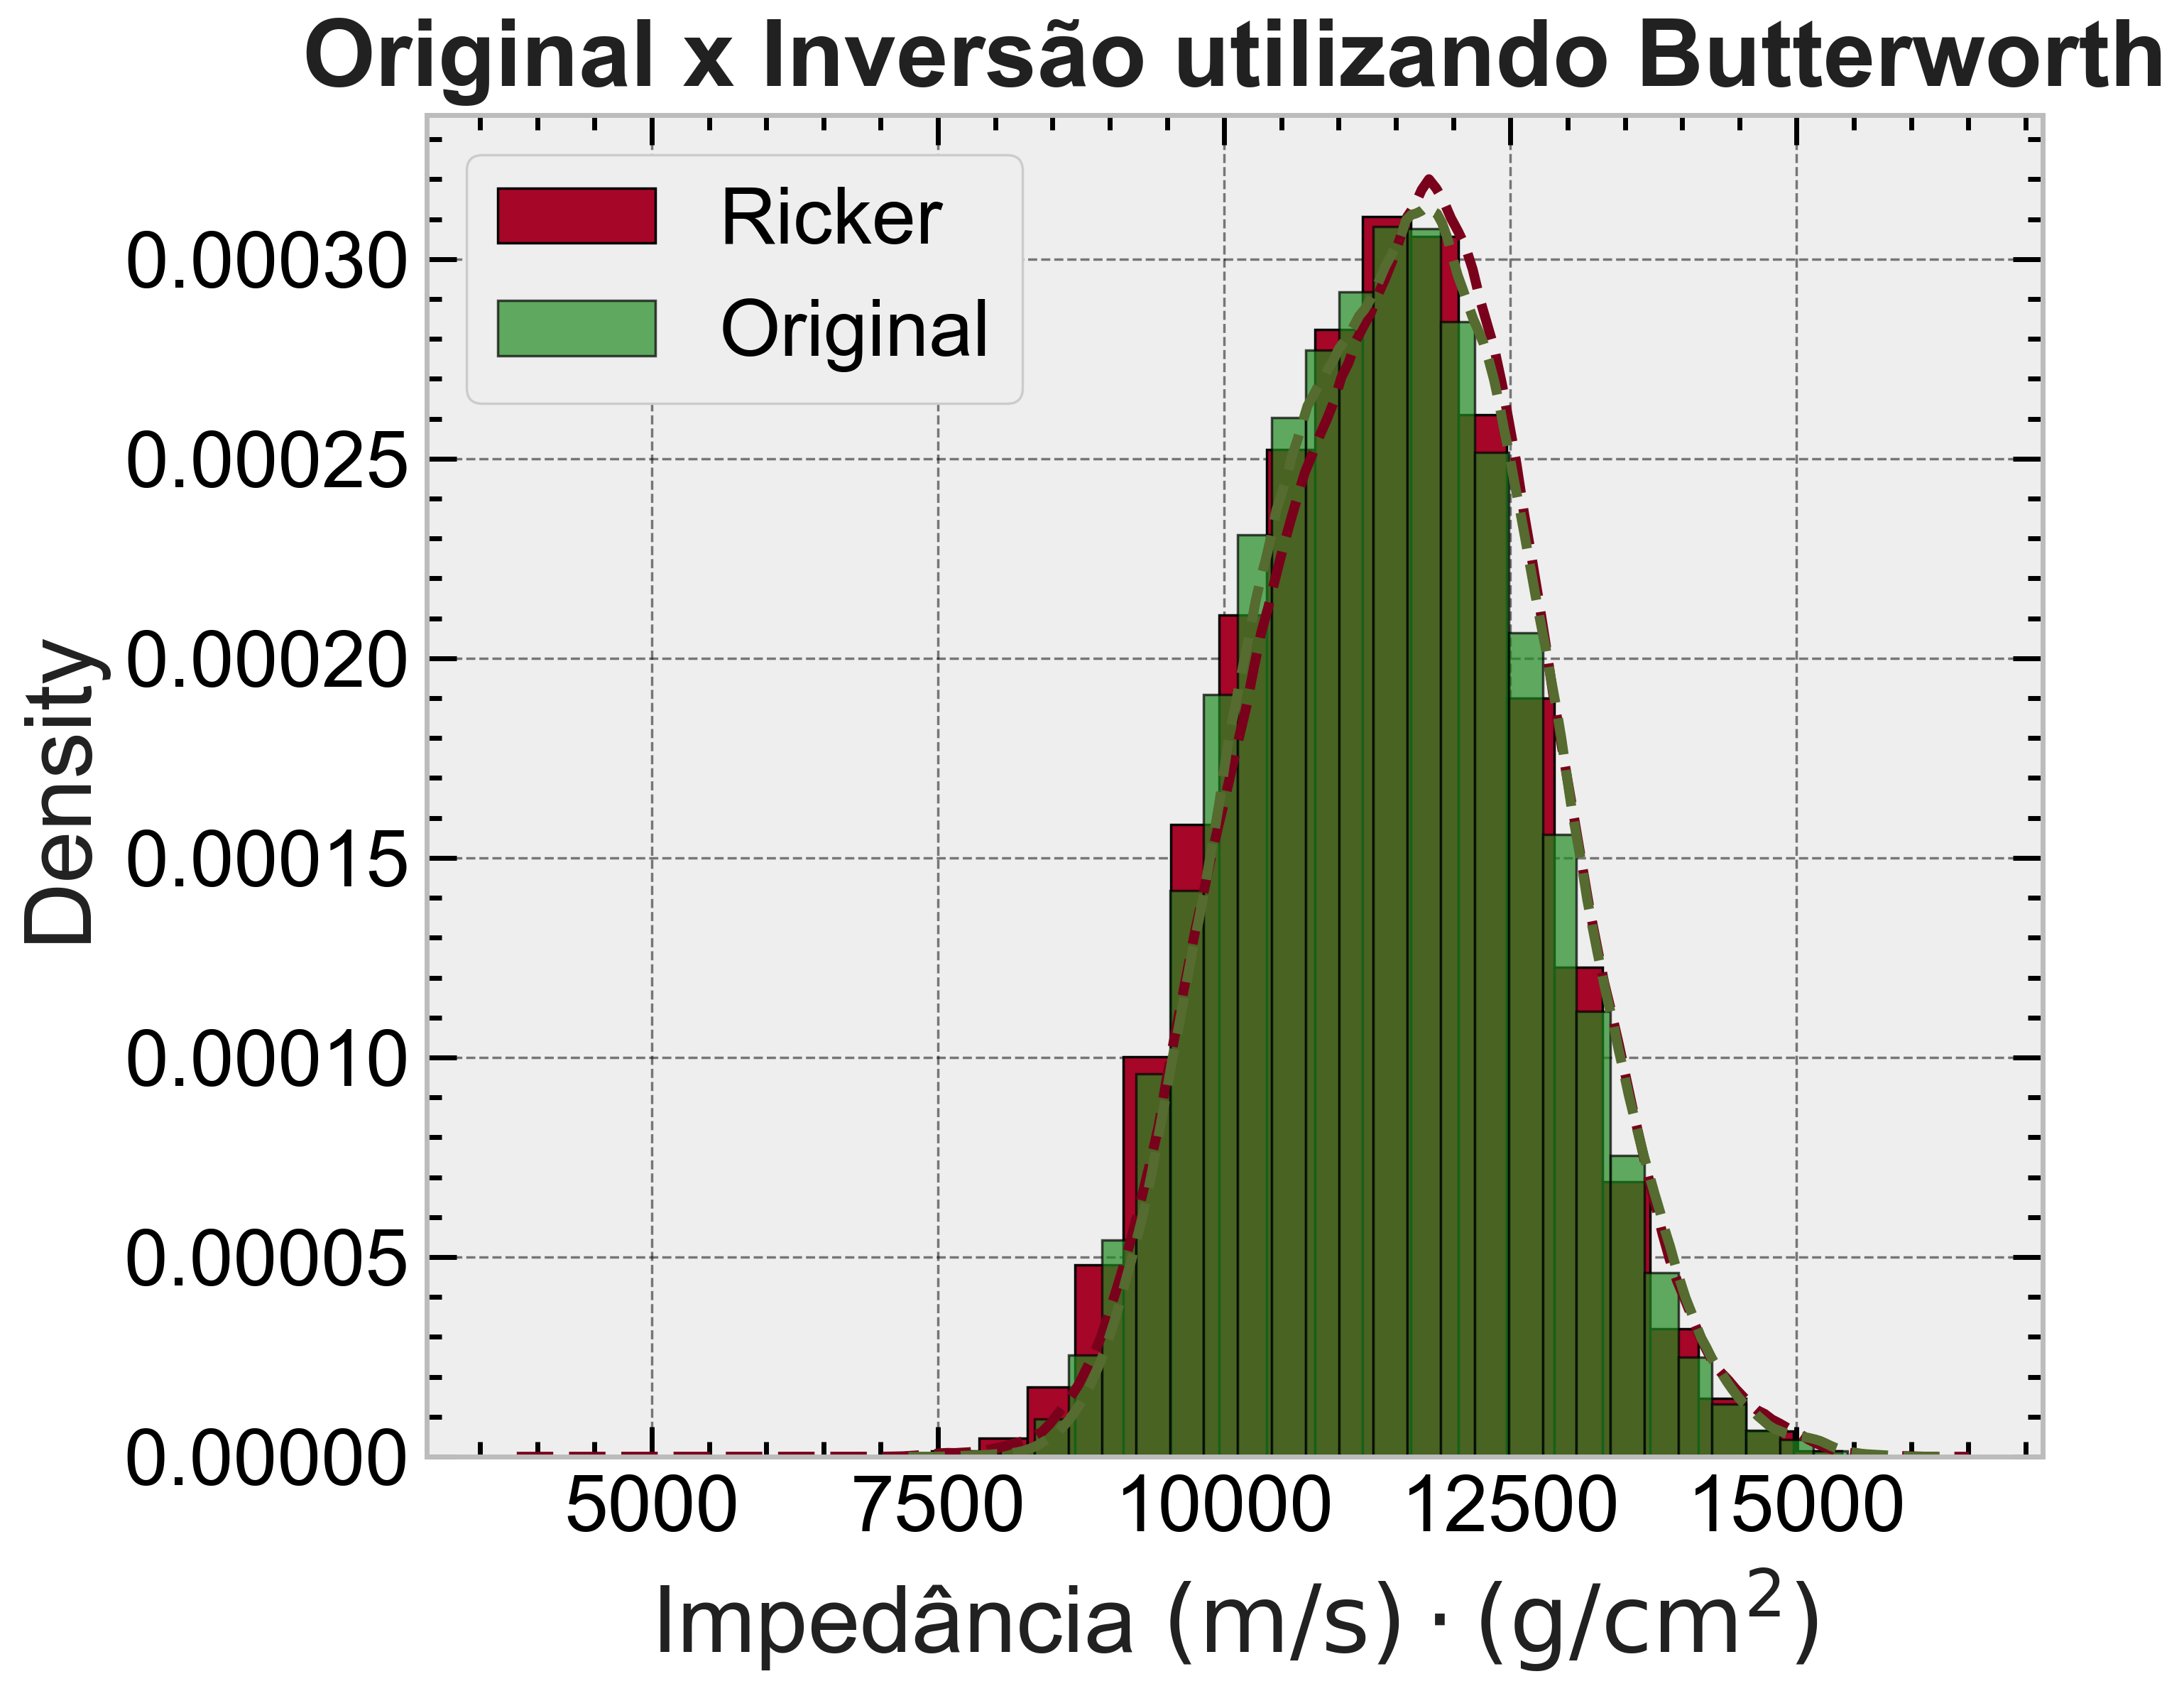 Original x Inversão utilizando Butterworth
Ricker
Original
0.00030
0.00025
0.00020
0.00015
0.00010
0.00005
0.00000
Density
5000 7500 10000 12500 15000
Impedância (m/s) · (g/cm²)